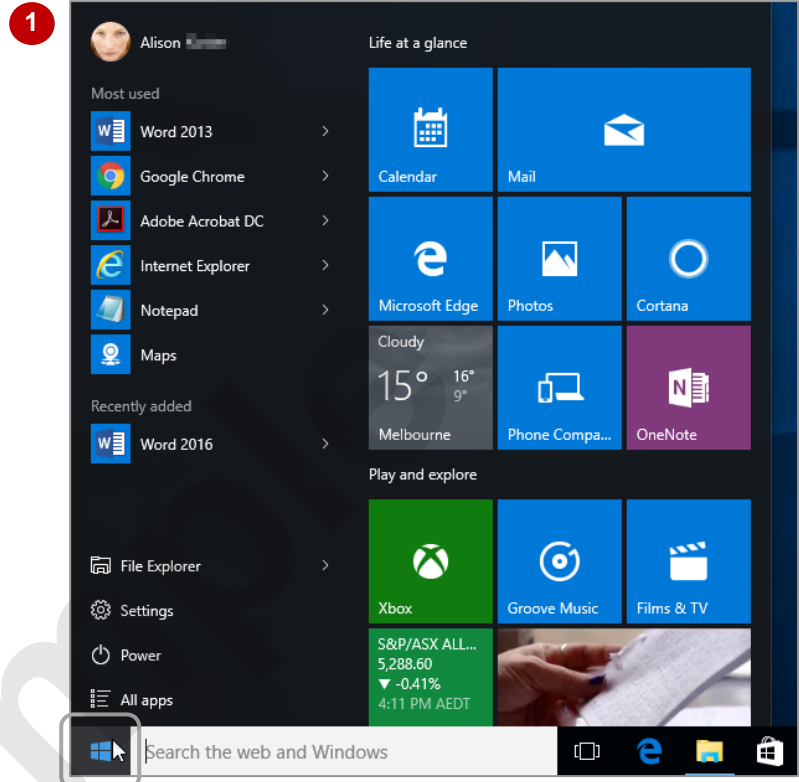 1
Alison
Life at a glance
Most used
Word 2013
Google Chrome
Adobe Acrobat DC
Internet Explorer
Notepad
Maps
Recently added
Word 2016
File Explorer
Settings
Power
All apps
Calendar
Mail
Microsoft Edge
Photos
Cortana
Cloudy
15°
16°
9°
Melbourne
Phone Compa...
OneNote
Play and explore
Xbox
Groove Music
Films & TV
S&P/ASX ALL...
5,288.60
▼ -0.41%
4:11 PM AEDT
Search the web and Windows